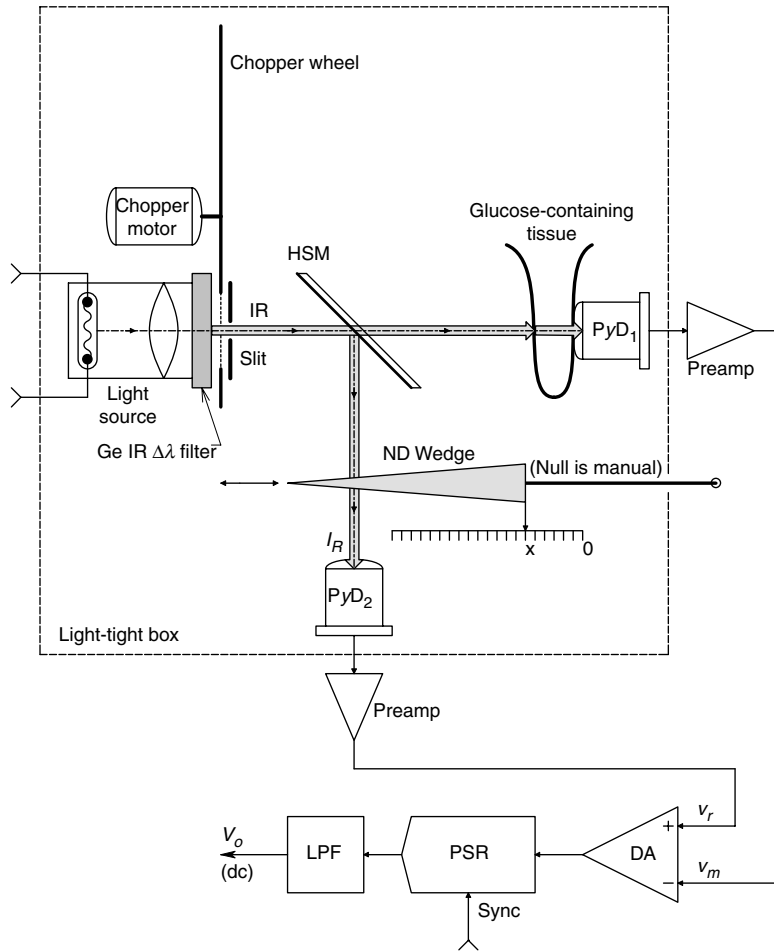 Chopper wheel
Chopper
motor
Glucose-containing
tissue
HSM
IR
PyD1
Slit
Preamp
Light
source
Ge IR Δλ filter
ND Wedge
(Null is manual)
x
0
IR
PyD2
Light-tight box
Preamp
vr
Vo
(dc)
LPF
PSR
DA
+
−
vm
Sync